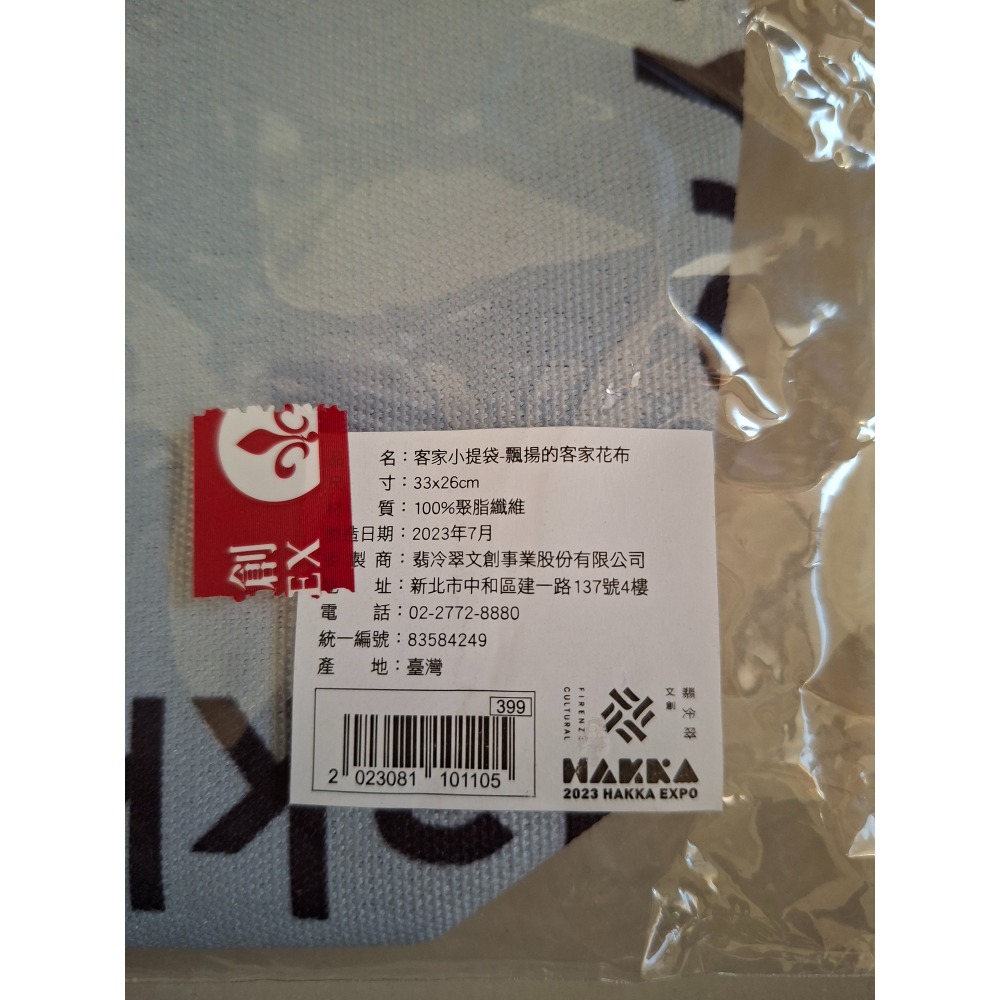 名：客家小提袋-飄揚的客家花布
寸：33x26cm
質：100%聚脂纖維
造日期：2023年7月
製 商：翡冷翠文創事業股份有限公司
址：新北市中和區建一路137號4樓
電 話：02-2772-8880
統一編號：83584249
產 地：臺灣
399
2 023081 101105
FIRENZE
CULTURAL
翡冷翠
文創
HAKKA
2023 HAKKA EXPO
創
EX